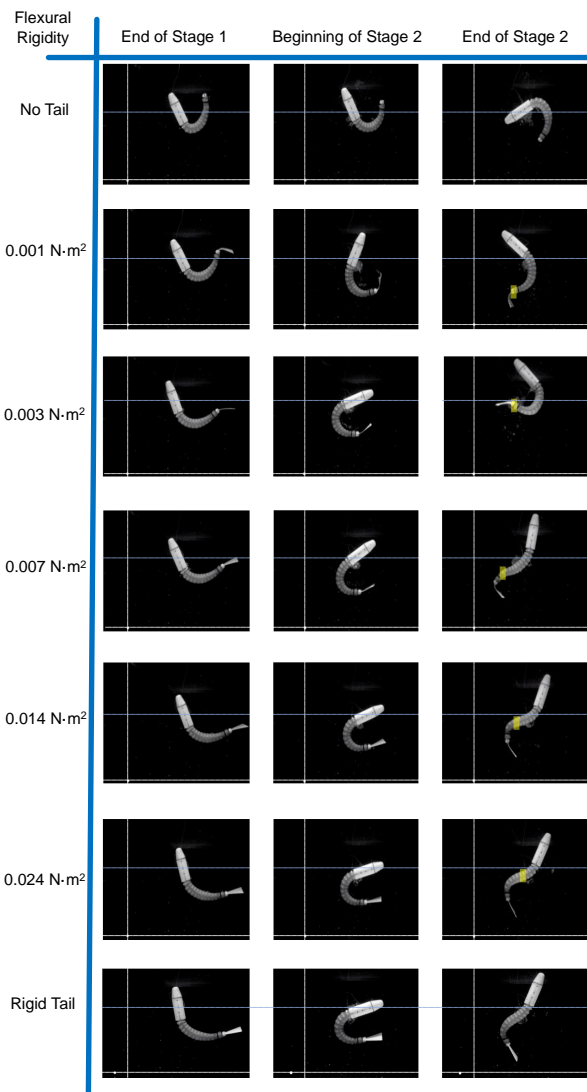 Flexural
Rigidity
End of Stage 1
Beginning of Stage 2
End of Stage 2
No Tail
0.001 N·m²
0.003 N·m²
0.007 N·m²
0.014 N·m²
0.024 N·m²
Rigid Tail